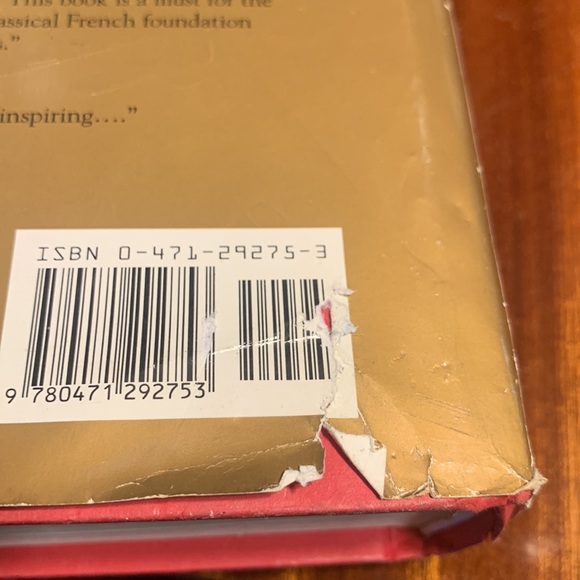 This book is a must for the
assical French foundation
."
inspiring...."
ISBN 0-471-29275-3
9 780471 292753